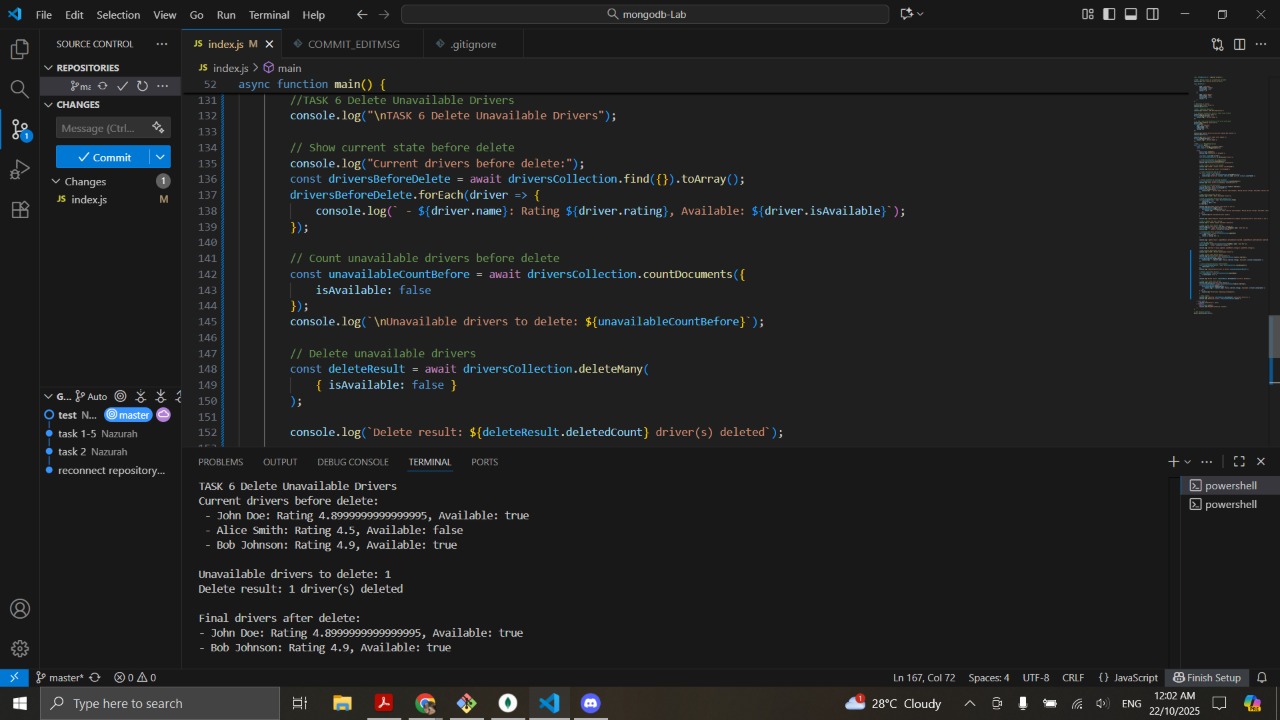 File Edit Selection View Go Run Terminal Help
mongodb-Lab
SOURCE CONTROL
REPOSITORIES
CHANGES
Message (Ctrl...
Commit
Changes 1
JS index.js M
G... Auto
test N... master
task 1-5 Nazurah
task 2 Nazurah
reconnect repository...
JS index.js M
COMMIT_EDITMSG
.gitignore
JS index.js > main
52 async function main() {
131 //TASK 6 Delete Unavailable Drivers
132 console.log("\nTASK 6 Delete Unavailable Drivers");
133
134 // Show current state before delete
135 console.log("Current drivers before delete:");
136 const driversBeforeDelete = await driversCollection.find({}).toArray();
137 driversBeforeDelete.forEach(driver => {
138 console.log(` - ${driver.name}: Rating ${driver.rating}, Available: ${driver.isAvailable}`);
139 });
140
141 // Count unavailable drivers before deletion
142 const unavailableCountBefore = await driversCollection.countDocuments({
143 isAvailable: false
144 });
145 console.log(`\nUnavailable drivers to delete: ${unavailableCountBefore}`);
146
147 // Delete unavailable drivers
148 const deleteResult = await driversCollection.deleteMany(
149 { isAvailable: false }
150 );
151
152 console.log(`Delete result: ${deleteResult.deletedCount} driver(s) deleted`);
PROBLEMS OUTPUT DEBUG CONSOLE TERMINAL PORTS
TASK 6 Delete Unavailable Drivers
Current drivers before delete:
- John Doe: Rating 4.8999999999999995, Available: true
- Alice Smith: Rating 4.5, Available: false
- Bob Johnson: Rating 4.9, Available: true
Unavailable drivers to delete: 1
Delete result: 1 driver(s) deleted
Final drivers after delete:
- John Doe: Rating 4.8999999999999995, Available: true
- Bob Johnson: Rating 4.9, Available: true
powershell
powershell
master* 0 0
Ln 167, Col 72 Spaces: 4 UTF-8 CRLF {} JavaScript Finish Setup
Type here to search
28°C Cloudy
ENG
12:02 AM
22/10/2025